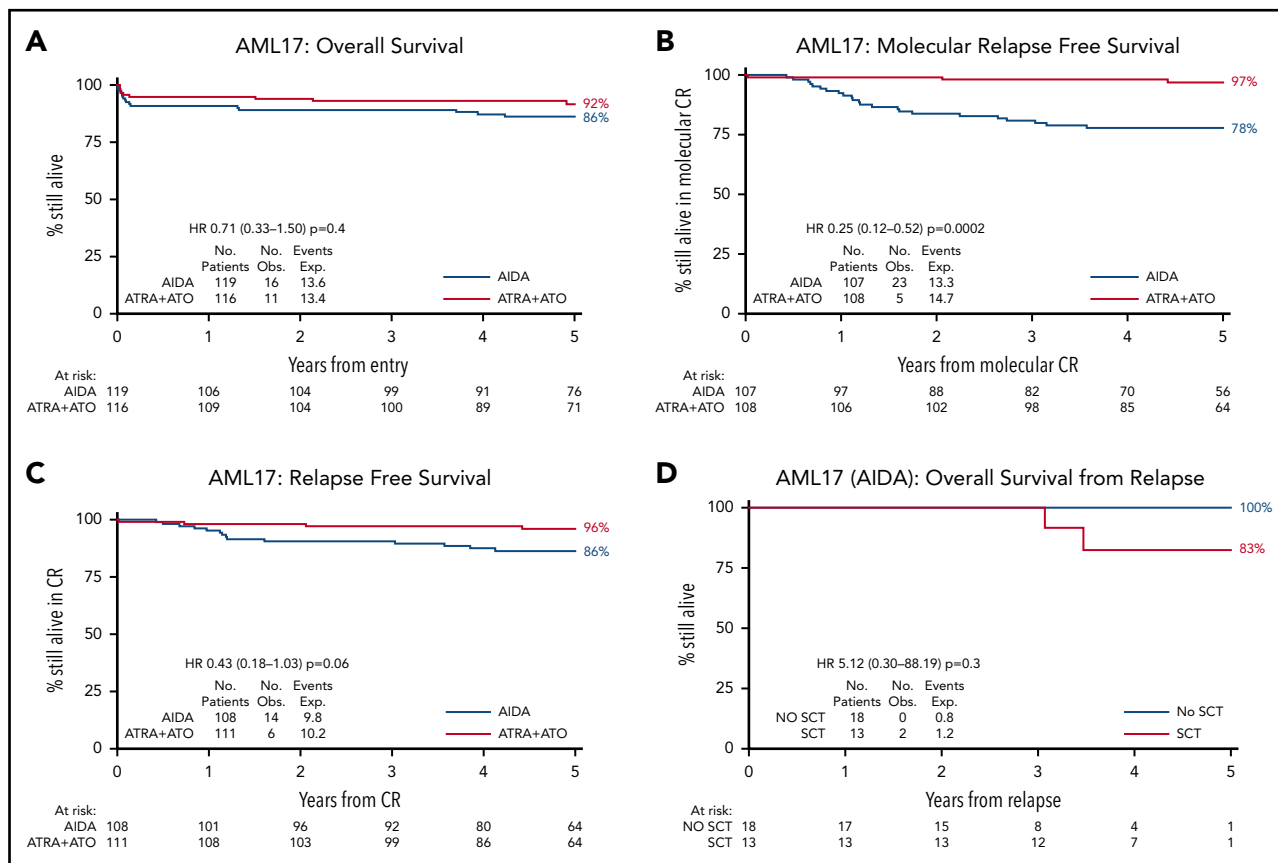 A
AML17: Overall Survival
% still alive
100
75
50
25
0
92%
86%
HR 0.71 (0.33–1.50) p=0.4
No. No. Events
Patients Obs. Exp.
AIDA 119 16 13.6
ATRA+ATO 116 11 13.4
AIDA
ATRA+ATO
0 1 2 3 4 5
Years from entry
At risk:
AIDA 119 106 104 99 91 76
ATRA+ATO 116 109 104 100 89 71
B
AML17: Molecular Relapse Free Survival
% still alive in molecular CR
100
75
50
25
0
97%
78%
HR 0.25 (0.12–0.52) p=0.0002
No. No. Events
Patients Obs. Exp.
AIDA 107 23 13.3
ATRA+ATO 108 5 14.7
AIDA
ATRA+ATO
0 1 2 3 4 5
Years from molecular CR
At risk:
AIDA 107 97 88 82 70 56
ATRA+ATO 108 106 102 98 85 64
C
AML17: Relapse Free Survival
% still alive in CR
100
75
50
25
0
96%
86%
HR 0.43 (0.18–1.03) p=0.06
No. No. Events
Patients Obs. Exp.
AIDA 108 14 9.8
ATRA+ATO 111 6 10.2
AIDA
ATRA+ATO
0 1 2 3 4 5
Years from CR
At risk:
AIDA 108 101 96 92 80 64
ATRA+ATO 111 108 103 99 86 64
D
AML17 (AIDA): Overall Survival from Relapse
% still alive
100
75
50
25
0
100%
83%
HR 5.12 (0.30–88.19) p=0.3
No. No. Events
Patients Obs. Exp.
NO SCT 18 0 0.8
SCT 13 2 1.2
No SCT
SCT
0 1 2 3 4 5
Years from relapse
At risk:
NO SCT 18 17 15 8 4 1
SCT 13 13 13 12 7 1